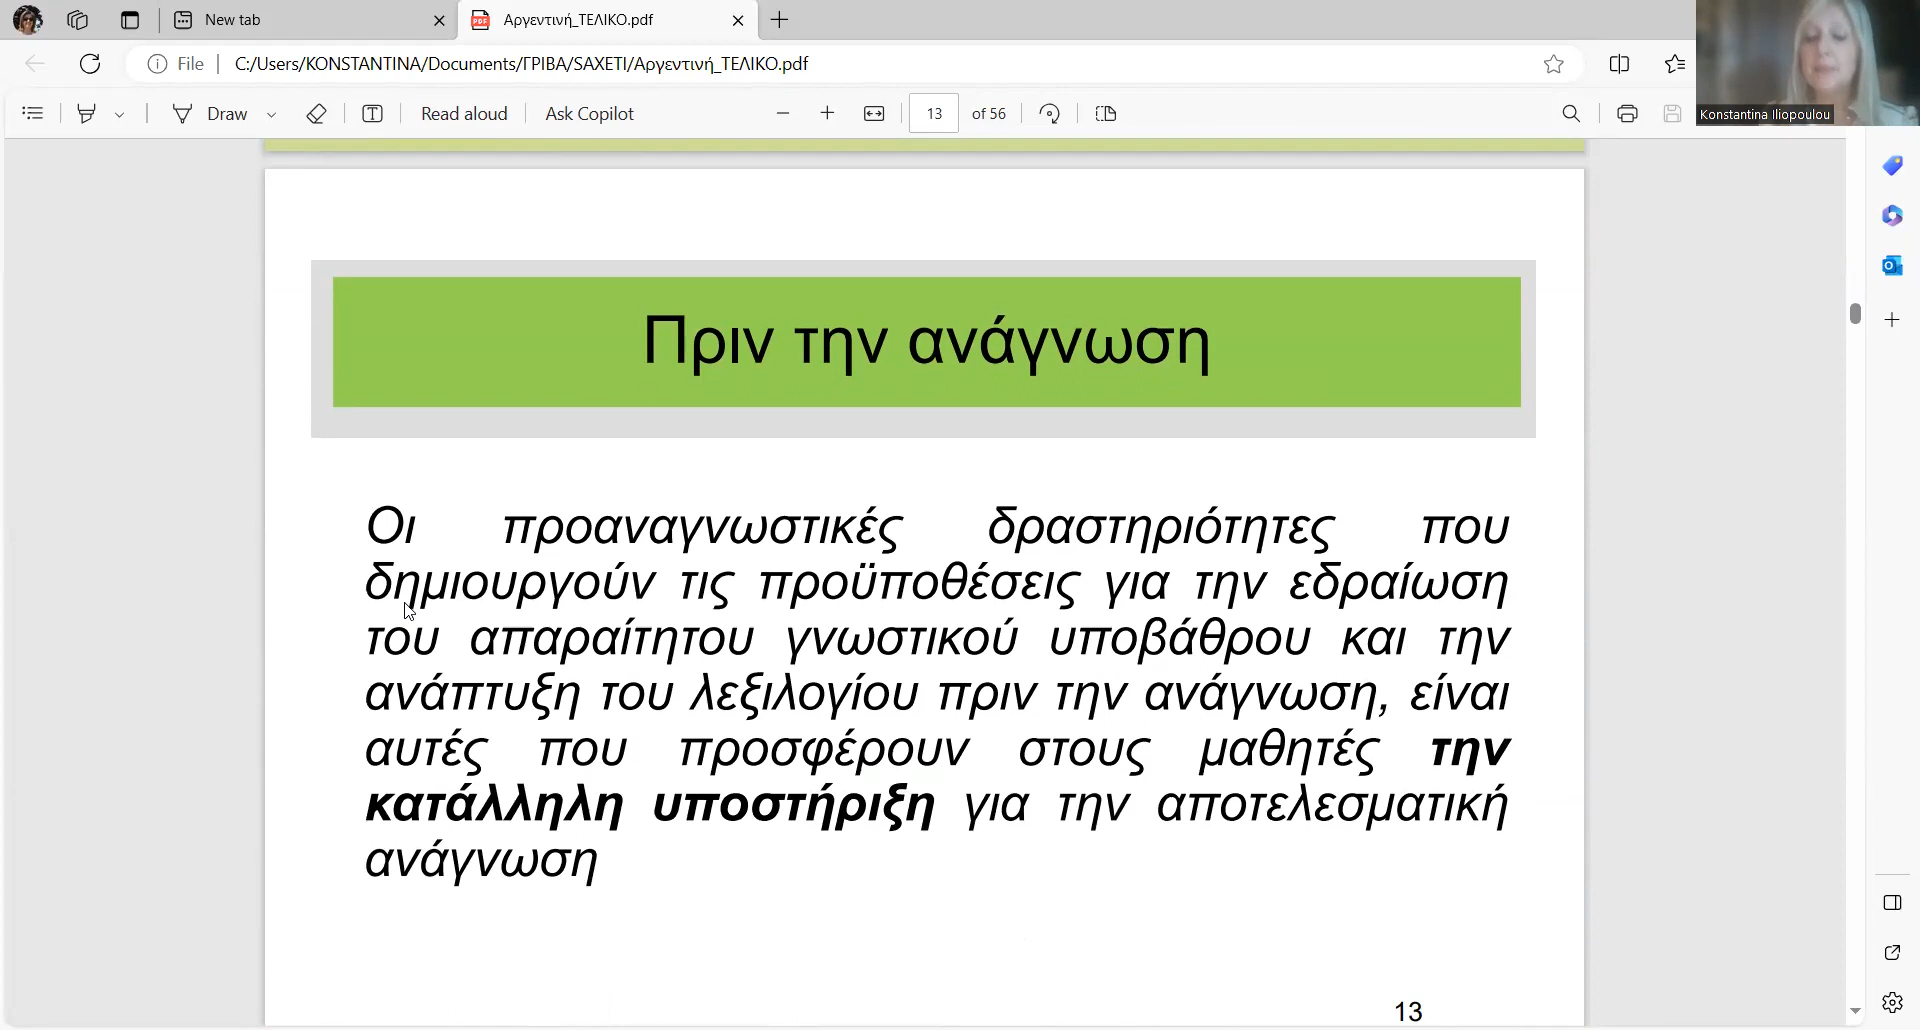 New tab
Αργεντινή_ΤΕΛΙΚΟ.pdf
File
C:/Users/KONSTANTINA/Documents/ΓΡΙΒΑ/SAXETI/Αργεντινή_ΤΕΛΙΚΟ.pdf
Draw
Read aloud
Ask Copilot
13 of 56
Konstantina Iliopoulou
Πριν την ανάγνωση
Οι προαναγνωστικές δραστηριότητες που
δημιουργούν τις προϋποθέσεις για την εδραίωση
του απαραίτητου γνωστικού υποβάθρου και την
ανάπτυξη του λεξιλογίου πριν την ανάγνωση, είναι
αυτές που προσφέρουν στους μαθητές την
κατάλληλη υποστήριξη για την αποτελεσματική
ανάγνωση
13